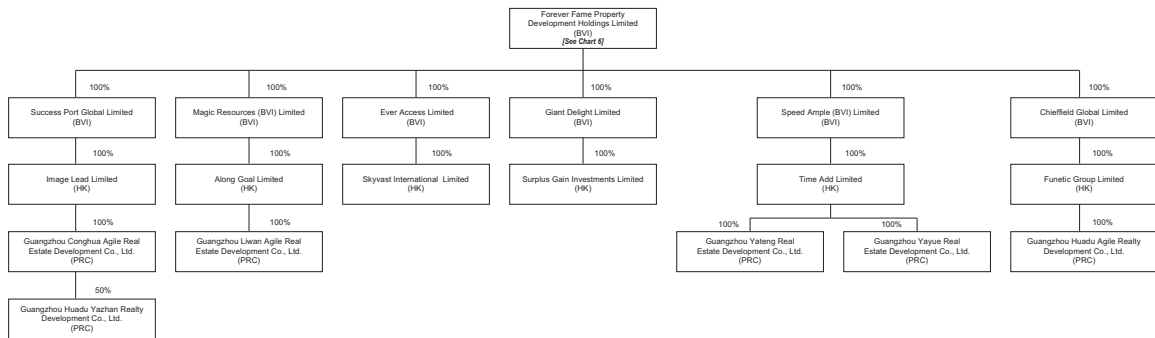 Forever Fame Property
Development Holdings Limited
(BVI)
[See Chart 6]
100%
100%
100%
100%
100%
100%
Success Port Global Limited
(BVI)
Magic Resources (BVI) Limited
(BVI)
Ever Access Limited
(BVI)
Giant Delight Limited
(BVI)
Speed Ample (BVI) Limited
(BVI)
Chieffield Global Limited
(BVI)
100%
100%
100%
100%
100%
100%
Image Lead Limited
(HK)
Along Goal Limited
(HK)
Skyvast International Limited
(HK)
Surplus Gain Investments Limited
(HK)
Time Add Limited
(HK)
Funetic Group Limited
(HK)
100%
100%
100%
100%
100%
Guangzhou Conghua Agile Real
Estate Development Co., Ltd.
(PRC)
Guangzhou Liwan Agile Real
Estate Development Co., Ltd.
(PRC)
Guangzhou Yateng Real
Estate Development Co., Ltd.
(PRC)
Guangzhou Yayue Real
Estate Development Co., Ltd.
(PRC)
Guangzhou Huadu Agile Realty
Development Co., Ltd.
(PRC)
50%
Guangzhou Huadu Yazhan Realty
Development Co., Ltd.
(PRC)